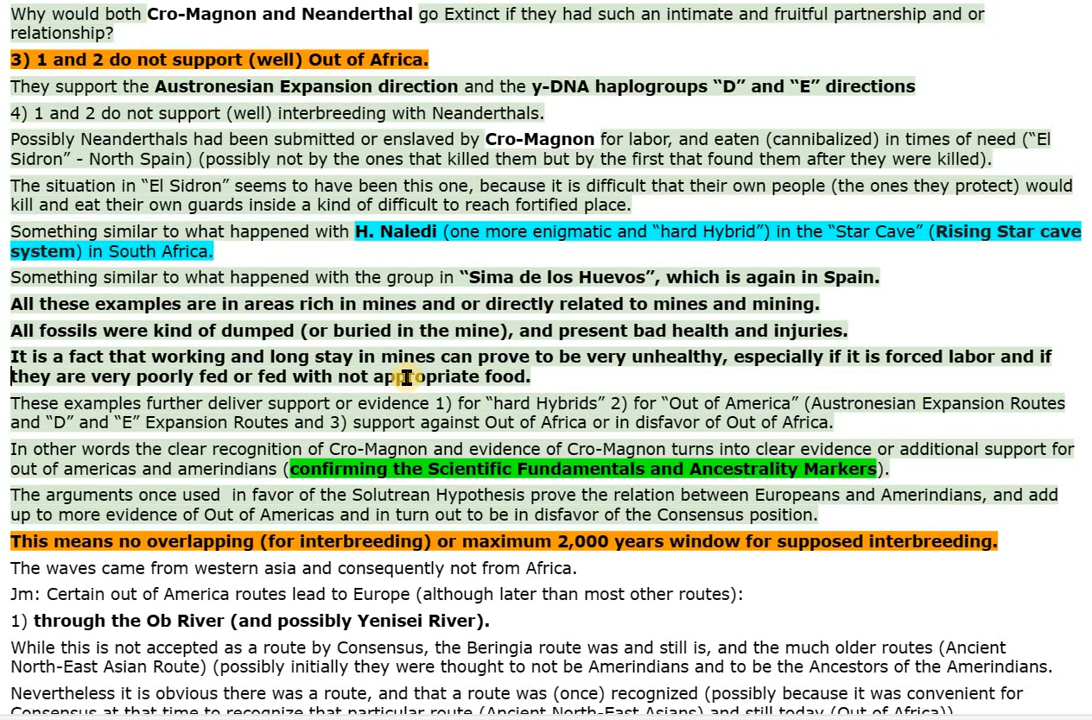 Why would both Cro-Magnon and Neanderthal go Extinct if they had such an intimate and fruitful partnership and or
relationship?
3) 1 and 2 do not support (well) Out of Africa.
They support the Austronesian Expansion direction and the y-DNA haplogroups “D” and “E” directions
4) 1 and 2 do not support (well) interbreeding with Neanderthals.
Possibly Neanderthals had been submitted or enslaved by Cro-Magnon for labor, and eaten (cannibalized) in times of need (“El
Sidron” - North Spain) (possibly not by the ones that killed them but by the first that found them after they were killed).
The situation in “El Sidron” seems to have been this one, because it is difficult that their own people (the ones they protect) would
kill and eat their own guards inside a kind of difficult to reach fortified place.
Something similar to what happened with H. Naledi (one more enigmatic and “hard Hybrid”) in the “Star Cave” (Rising Star cave
system) in South Africa.
Something similar to what happened with the group in “Sima de los Huevos”, which is again in Spain.
All these examples are in areas rich in mines and or directly related to mines and mining.
All fossils were kind of dumped (or buried in the mine), and present bad health and injuries.
It is a fact that working and long stay in mines can prove to be very unhealthy, especially if it is forced labor and if
they are very poorly fed or fed with not appropriate food.
These examples further deliver support or evidence 1) for “hard Hybrids” 2) for “Out of America” (Austronesian Expansion Routes
and “D” and “E” Expansion Routes and 3) support against Out of Africa or in disfavor of Out of Africa.
In other words the clear recognition of Cro-Magnon and evidence of Cro-Magnon turns into clear evidence or additional support for
out of americas and amerindians (confirming the Scientific Fundamentals and Ancestrality Markers).
The arguments once used  in favor of the Solutrean Hypothesis prove the relation between Europeans and Amerindians, and add
up to more evidence of Out of Americas and in turn out to be in disfavor of the Consensus position.
This means no overlapping (for interbreeding) or maximum 2,000 years window for supposed interbreeding.
The waves came from western asia and consequently not from Africa.
Jm: Certain out of America routes lead to Europe (although later than most other routes):
1) through the Ob River (and possibly Yenisei River).
While this is not accepted as a route by Consensus, the Beringia route was and still is, and the much older routes (Ancient
North-East Asian Route) (possibly initially they were thought to not be Amerindians and to be the Ancestors of the Amerindians.
Nevertheless it is obvious there was a route, and that a route was (once) recognized (possibly because it was convenient for
Consensus at that time to recognize that particular route (Ancient North-East Asians) and still today (Out of Africa))